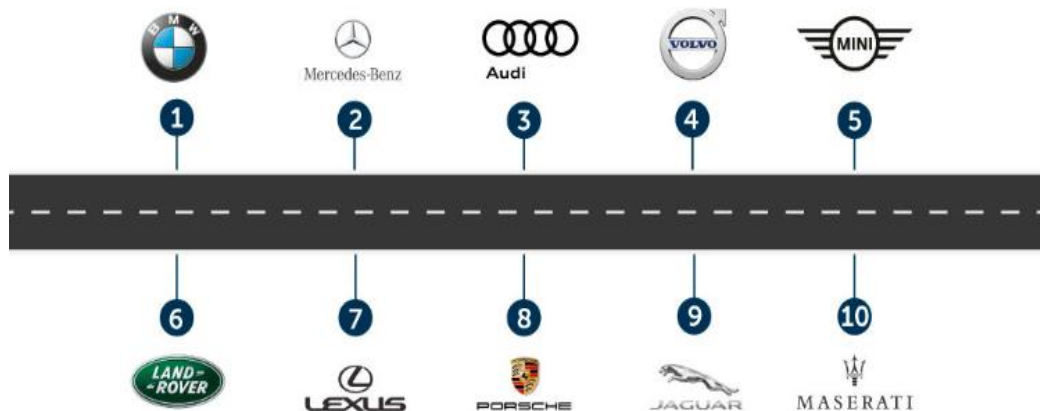 BMW
Mercedes-Benz
Audi
VOLVO
MINI
1
2
3
4
5
6
7
8
9
10
LAND-
-ROVER
LEXUS
PORSCHE
JAGUAR
MASERATI